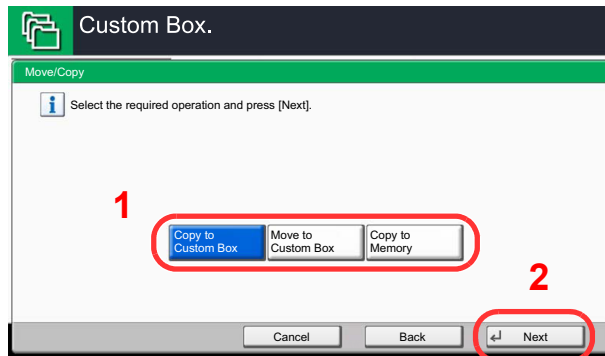 Custom Box.
Move/Copy
i Select the required operation and press [Next].
1
Copy to Move to Copy to
Custom Box Custom Box Memory
2
Cancel Back Next